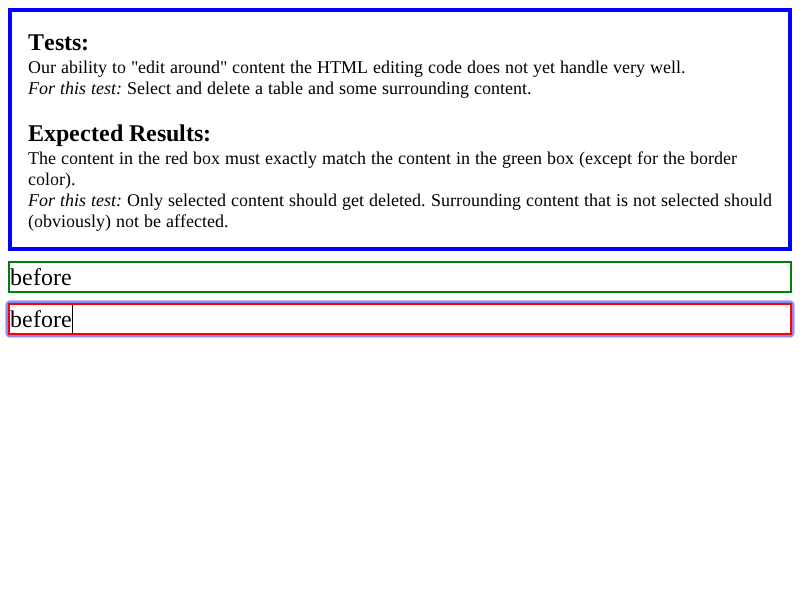 Tests:
Our ability to "edit around" content the HTML editing code does not yet handle very well.
For this test: Select and delete a table and some surrounding content.
Expected Results:
The content in the red box must exactly match the content in the green box (except for the border
color).
For this test: Only selected content should get deleted. Surrounding content that is not selected should
(obviously) not be affected.
before
before